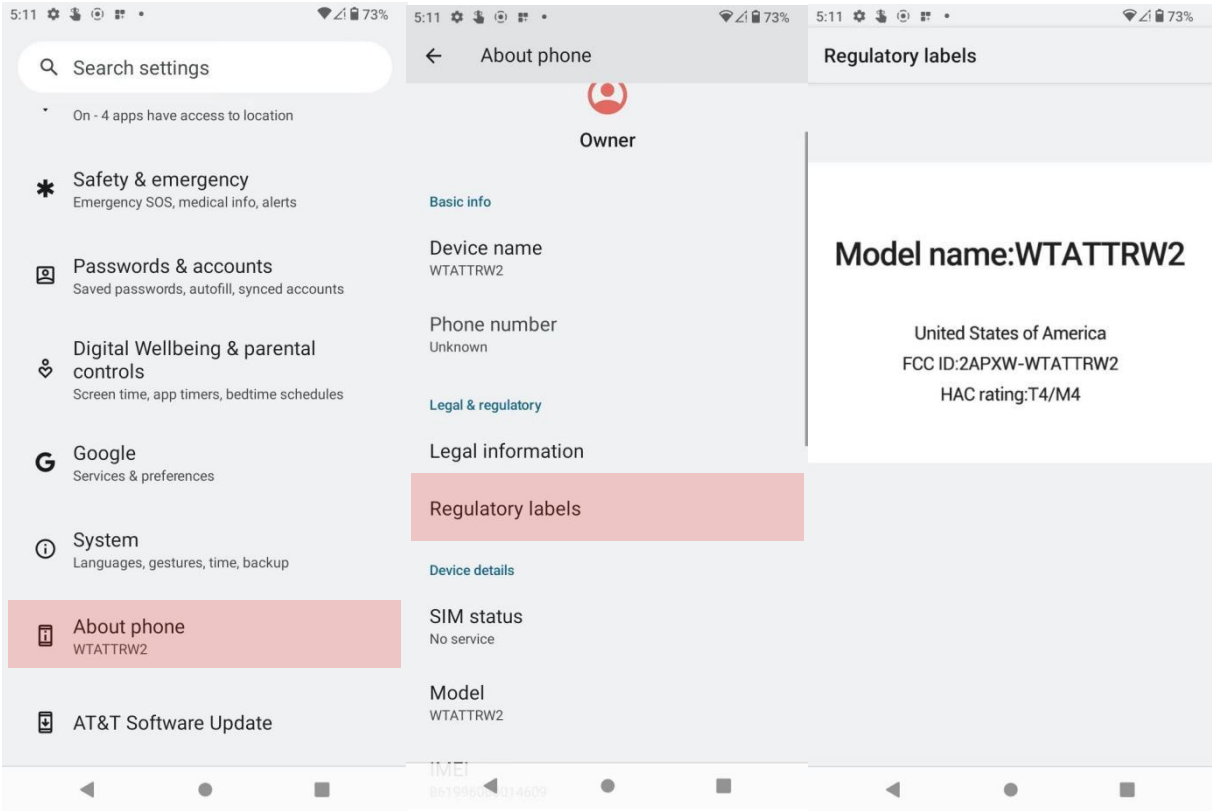 5:11
73%
Search settings
On - 4 apps have access to location
Safety & emergency
Emergency SOS, medical info, alerts
Passwords & accounts
Saved passwords, autofill, synced accounts
Digital Wellbeing & parental
controls
Screen time, app timers, bedtime schedules
G
Google
Services & preferences
System
Languages, gestures, time, backup
About phone
WTATTRW2
AT&T Software Update
5:11
73%
About phone
Owner
Basic info
Device name
WTATTRW2
Phone number
Unknown
Legal & regulatory
Legal information
Regulatory labels
Device details
SIM status
No service
Model
WTATTRW2
IMEI
5:11
73%
Regulatory labels
Model name:WTATTRW2
United States of America
FCC ID:2APXW-WTATTRW2
HAC rating:T4/M4